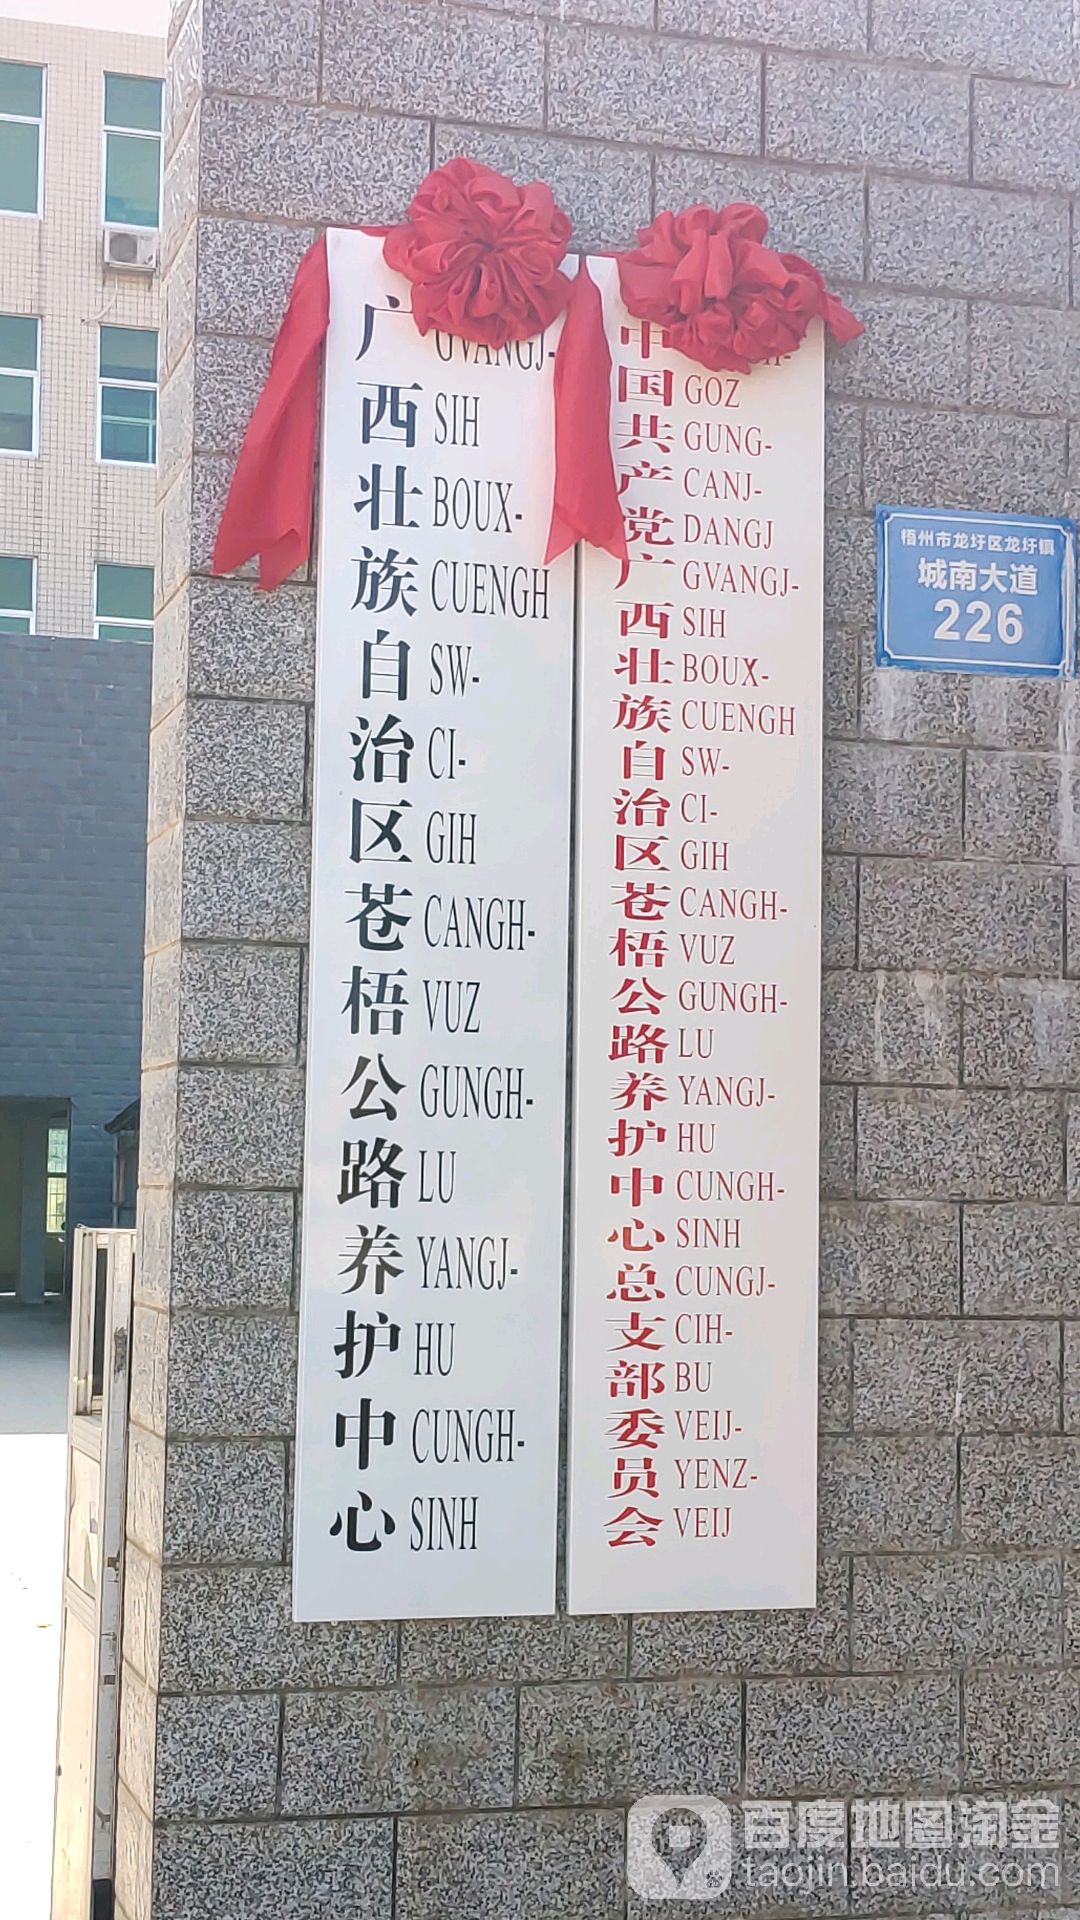 广 GVANGJ-
西 SIH
壮 BOUX-
族 CUENGH
自 SW-
治 CI-
区 GIH
苍 CANGH-
梧 VUZ
公 GUNGH-
路 LU
养 YANGJ-
护 HU
中 CUNGH-
心 SINH
中
国 GOZ
共 GUNG-
产 CANJ-
党 DANGJ
广 GVANGJ-
西 SIH
壮 BOUX-
族 CUENGH
自 SW-
治 CI-
区 GIH
苍 CANGH-
梧 VUZ
公 GUNGH-
路 LU
养 YANGJ-
护 HU
中 CUNGH-
心 SINH
总 CUNGJ-
支 CIH-
部 BU
委 VEIJ-
员 YENZ-
会 VEIJ
梧州市龙圩区龙圩镇
城南大道
226
百度地图淘金
taojin.baidu.com